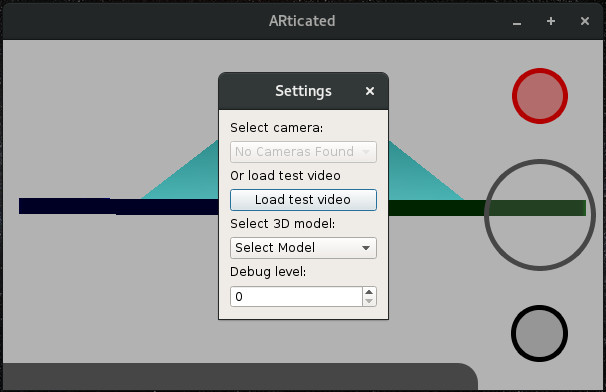 ARticated
Settings
Select camera:
No Cameras Found
Or load test video
Load test video
Select 3D model:
Select Model
Debug level:
0